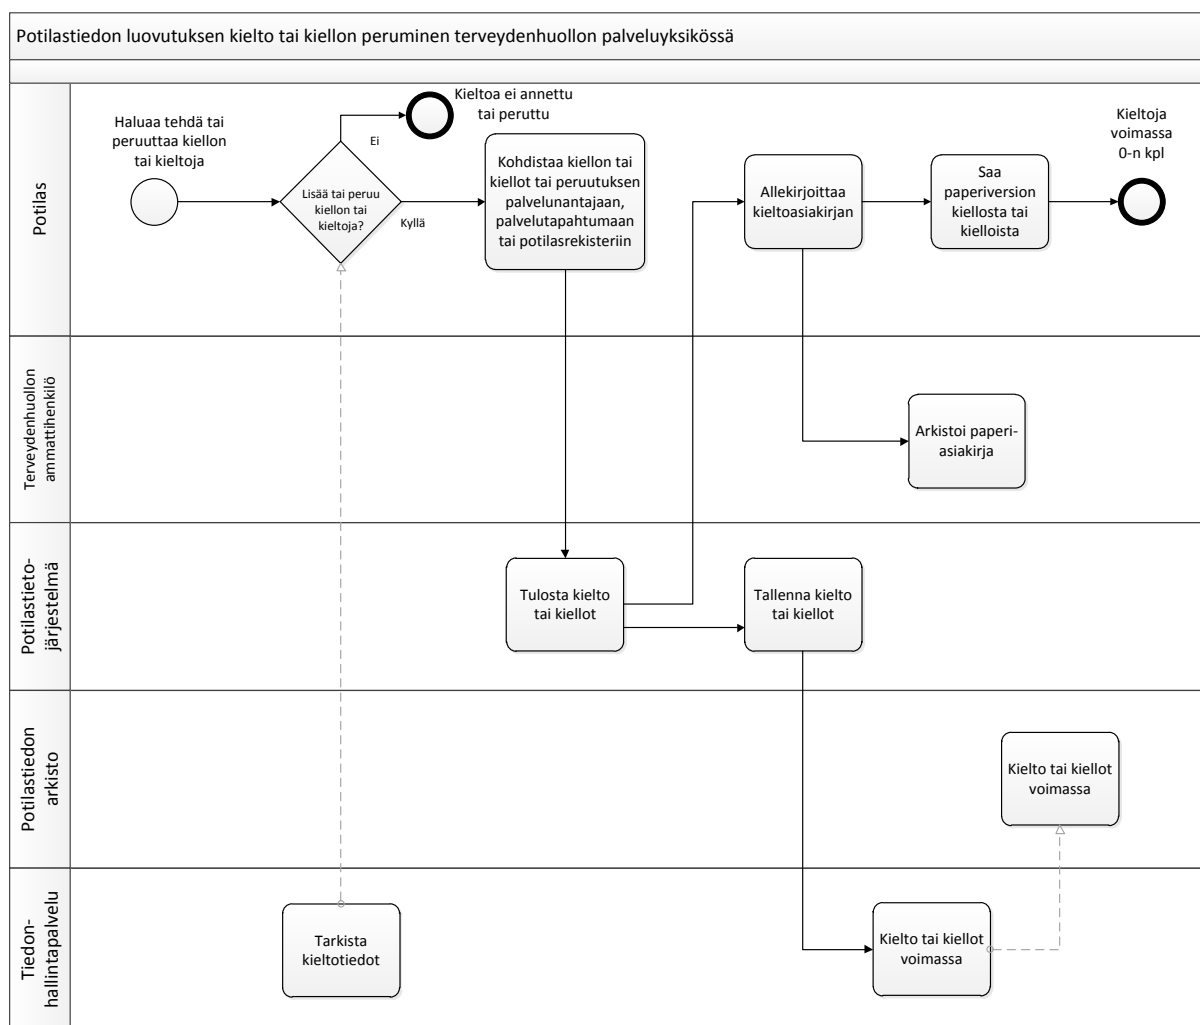 Potilastiedon luovutuksen kielto tai kiellon peruminen terveydenhuollon palveluyksikössä
Potilas
Haluaa tehdä tai
peruuttaa kiellon
tai kieltoja
Lisää tai peru
kiellon tai
kieltoja?
Ei
Kyllä
Kieltoa ei annettu
tai peruttu
Kohdistaa kiellon tai
kiellot tai peruutuksen
palvelunantajaan,
palvelutapahtumaan
tai potilasrekisteriin
Allekirjoittaa
kieltoasiakirjan
Saa
paperiversion
kiellosta tai
kielloista
Kieltoja
voimassa
0-n kpl
Terveydenhuollon
ammattihenkilö
Arkistoi paperi-
asiakirja
Potilastieto-
järjestelmä
Tulosta kielto
tai kiellot
Tallenna kielto
tai kiellot
Potilastiedon
arkisto
Kielto tai kiellot
voimassa
Tiedon-
hallintapalvelu
Tarkista
kieltotiedot
Kielto tai kiellot
voimassa